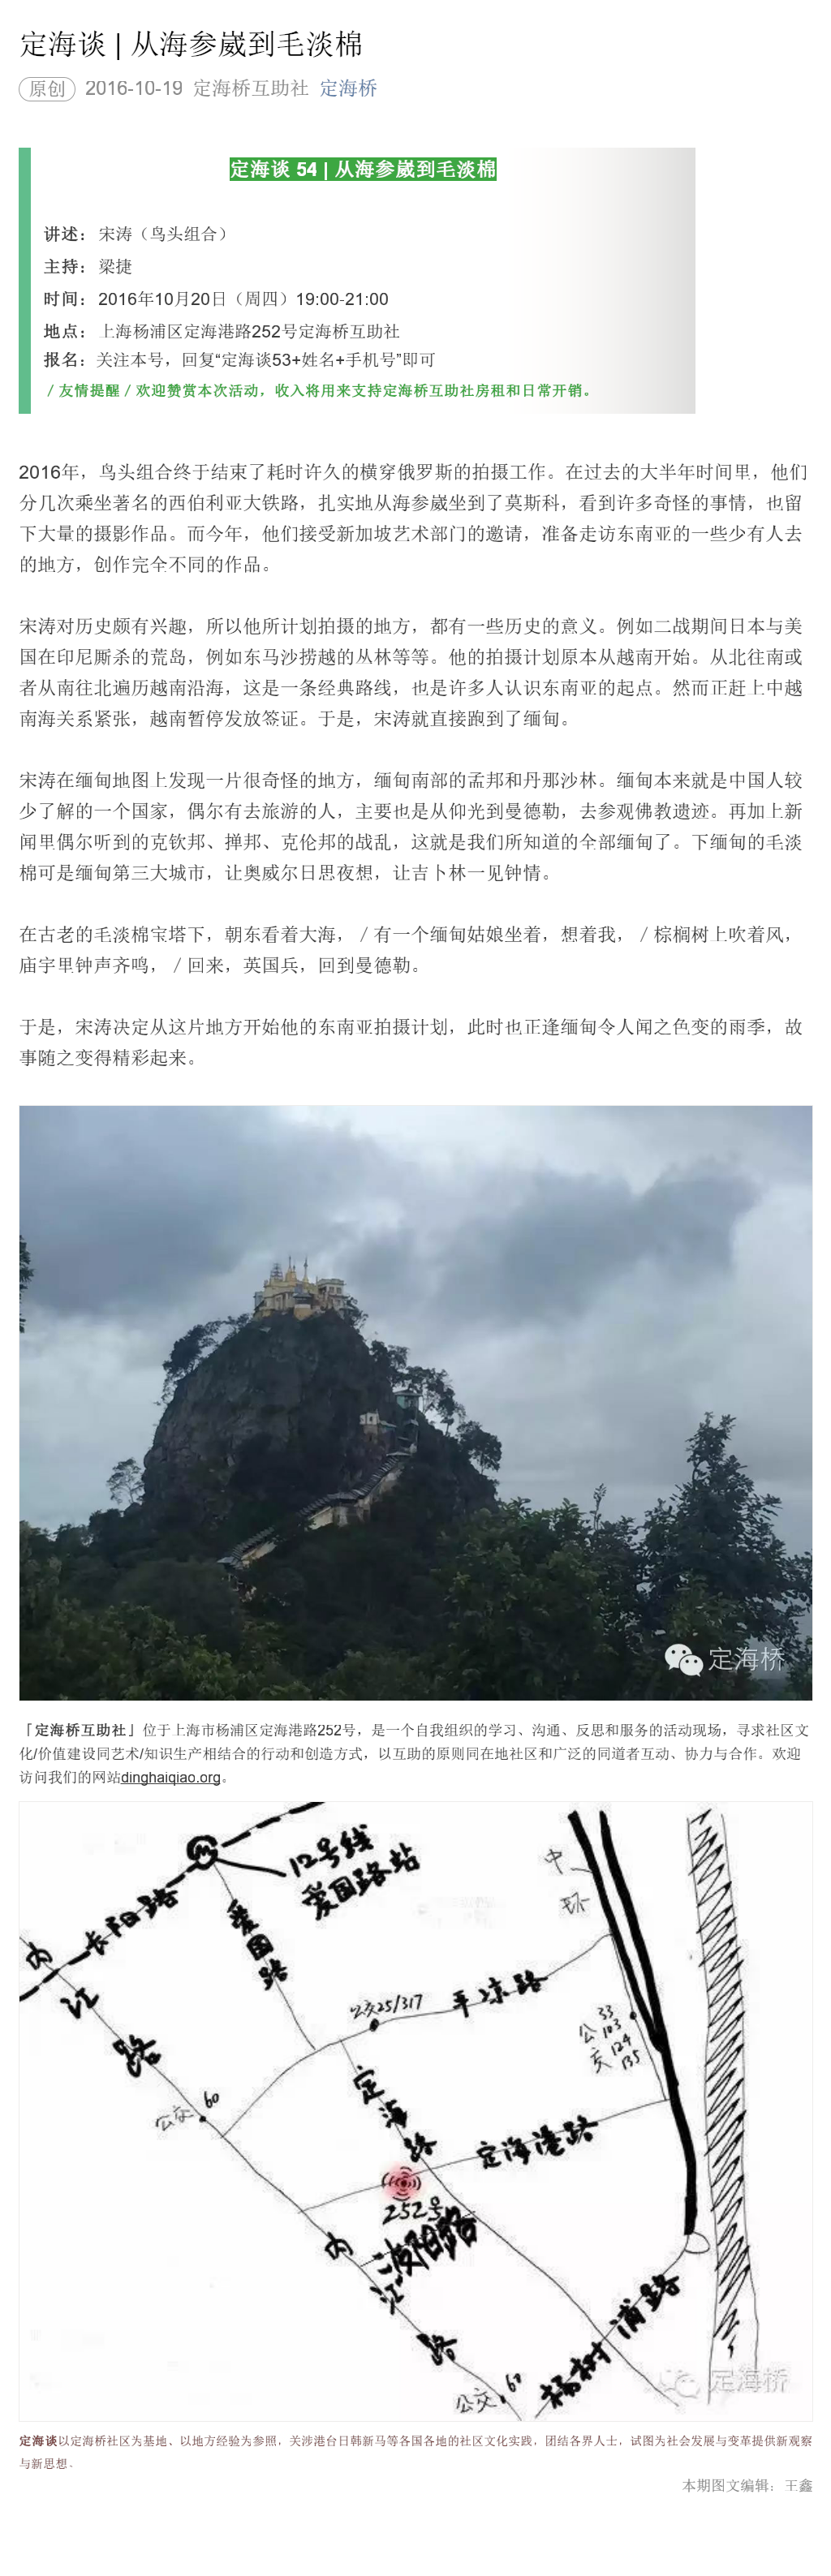 定海谈 | 从海参崴到毛淡棉
原创 2016-10-19 定海桥互助社 定海桥
定海谈 54 | 从海参崴到毛淡棉
讲述： 宋涛（鸟头组合）
主持： 梁捷
时间： 2016年10月20日（周四）19:00-21:00
地点： 上海杨浦区定海港路252号定海桥互助社
报名： 关注本号，回复“定海谈53+姓名+手机号”即可
/ 友情提醒 / 欢迎赞赏本次活动，收入将用来支持定海桥互助社房租和日常开销。
2016年，鸟头组合终于结束了耗时许久的横穿俄罗斯的拍摄工作。在过去的大半年时间里，他们
分几次乘坐著名的西伯利亚大铁路，扎实地从海参崴坐到了莫斯科，看到许多奇怪的事情，也留
下大量的摄影作品。而今年，他们接受新加坡艺术部门的邀请，准备走访东南亚的一些少有人去
的地方，创作完全不同的作品。
宋涛对历史颇有兴趣，所以他所计划拍摄的地方，都有一些历史的意义。例如二战期间日本与美
国在印尼厮杀的荒岛，例如东马沙捞越的丛林等等。他的拍摄计划原本从越南开始。从北往南或
者从南往北遍历越南沿海，这是一条经典路线，也是许多人认识东南亚的起点。然而正赶上中越
南海关系紧张，越南暂停发放签证。于是，宋涛就直接跑到了缅甸。
宋涛在缅甸地图上发现一片很奇怪的地方，缅甸南部的孟邦和丹那沙林。缅甸本来就是中国人较
少了解的一个国家，偶尔有去旅游的人，主要也是从仰光到曼德勒，去参观佛教遗迹。再加上新
闻里偶尔听到的克钦邦、掸邦、克伦邦的战乱，这就是我们所知道的全部缅甸了。下缅甸的毛淡
棉可是缅甸第三大城市，让奥威尔日思夜想，让吉卜林一见钟情。
在古老的毛淡棉宝塔下，朝东看着大海，/ 有一个缅甸姑娘坐着，想着我，/ 棕榈树上吹着风，
庙宇里钟声齐鸣，/ 回来，英国兵，回到曼德勒。
于是，宋涛决定从这片地方开始他的东南亚拍摄计划，此时也正逢缅甸令人闻之色变的雨季，故
事随之变得精彩起来。
定海桥
「定海桥互助社」位于上海市杨浦区定海港路252号，是一个自我组织的学习、沟通、反思和服务的活动现场，寻求社区文
化/价值建设同艺术/知识生产相结合的行动和创造方式，以互助的原则同在地社区和广泛的同道者互动、协力与合作。欢迎
访问我们的网站dinghaiqiao.org。
12号线
爱国路站
长阳路
爱国路
中环
内江路
公交25/317
平凉路
公交 33 103 124 135
公交 60
定海路
定海港路
252号
波阳路
内江路
杨树浦路
公交 60
定海桥
定海谈以定海桥社区为基地、以地方经验为参照，关涉港台日韩新马等各国各地的社区文化实践，团结各界人士，试图为社会发展与变革提供新观察
与新思想。
本期图文编辑：王鑫